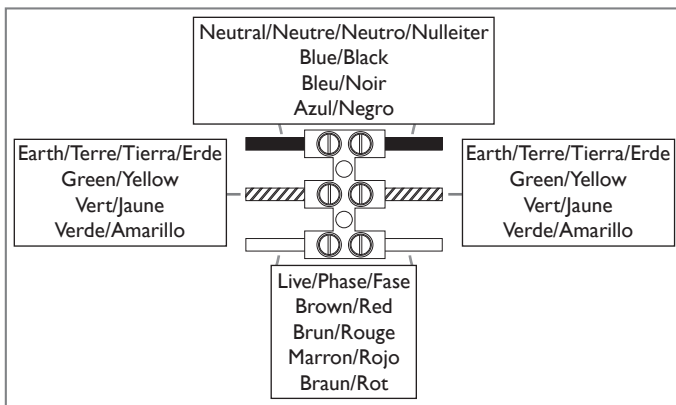 Neutral/Neutre/Neutro/Nulleiter
Blue/Black
Bleu/Noir
Azul/Negro
Earth/Terre/Tierra/Erde
Green/Yellow
Vert/Jaune
Verde/Amarillo
Earth/Terre/Tierra/Erde
Green/Yellow
Vert/Jaune
Verde/Amarillo
Live/Phase/Fase
Brown/Red
Brun/Rouge
Marron/Rojo
Braun/Rot